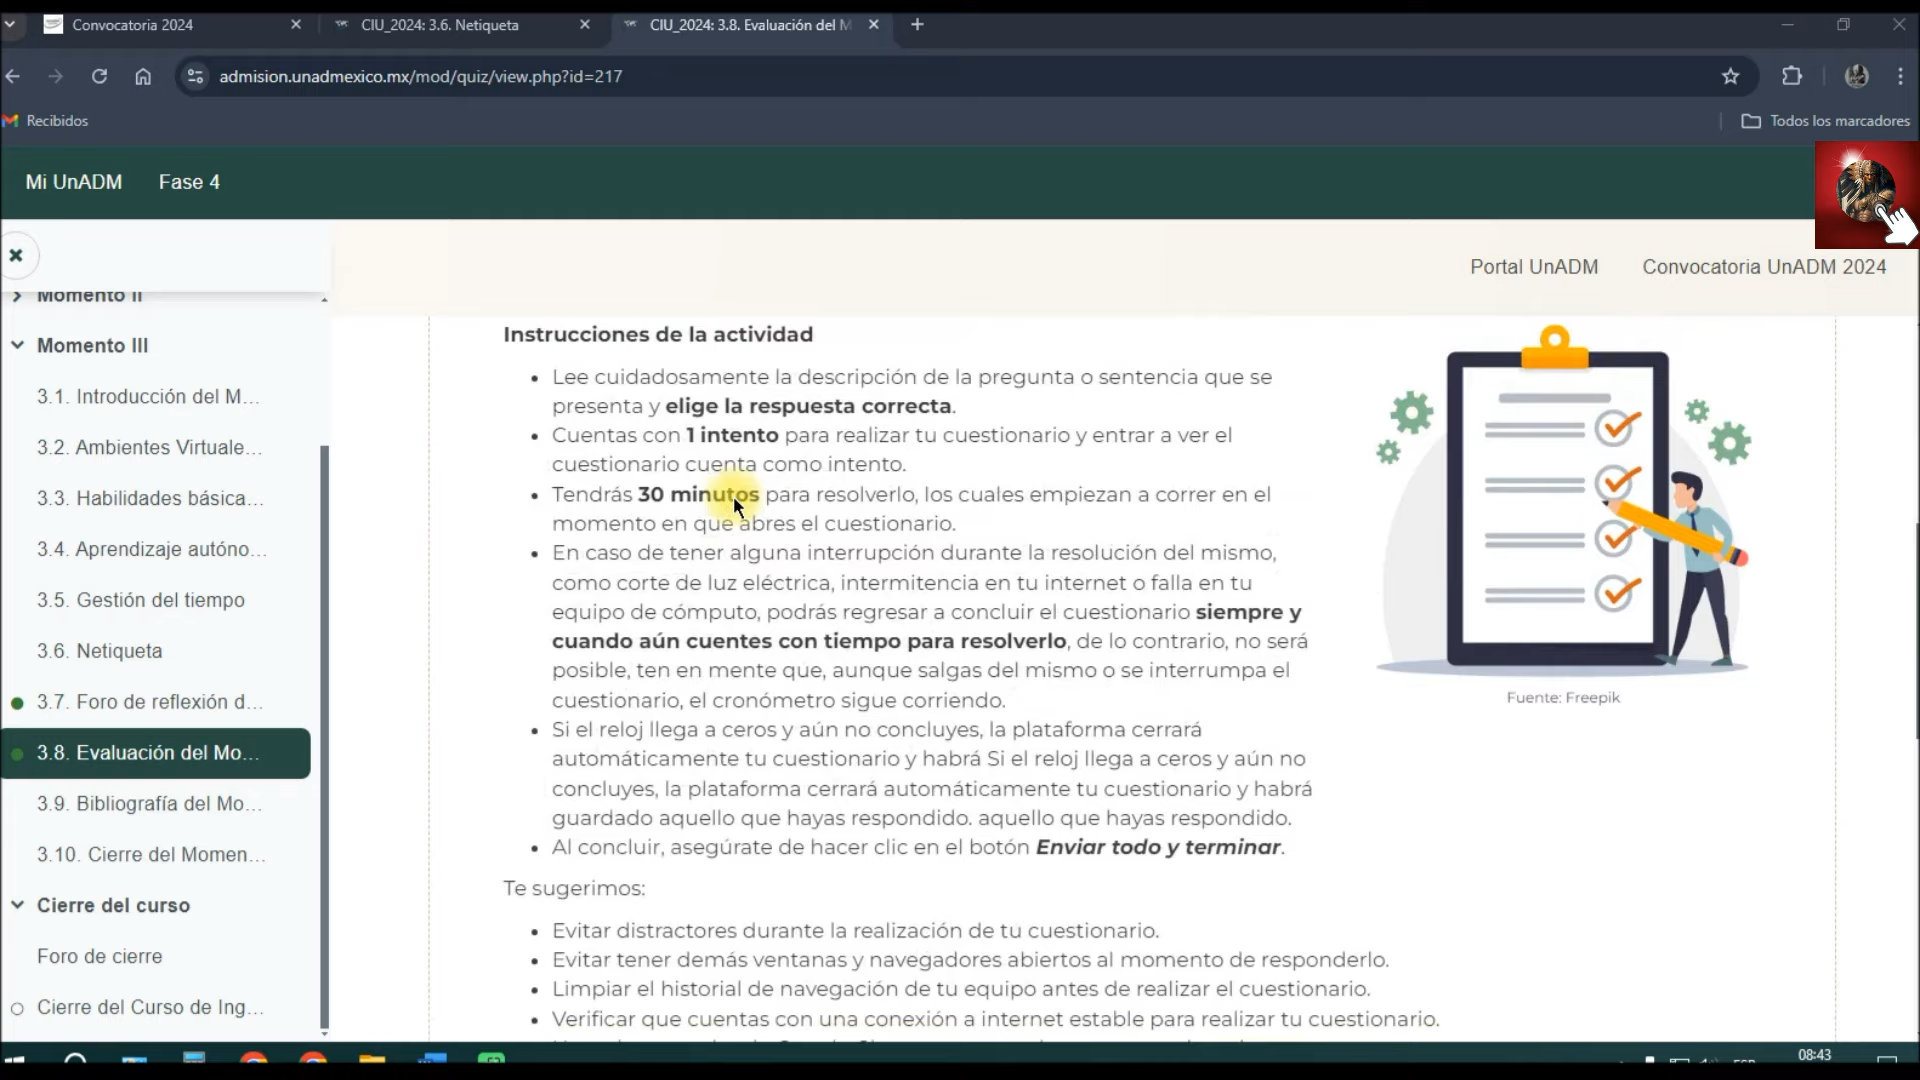 Convocatoria 2024
CIU_2024: 3.6. Netiqueta
CIU_2024: 3.8. Evaluación del M
admision.unadmexico.mx/mod/quiz/view.php?id=217
Recibidos
Todos los marcadores
Mi UnADM
Fase 4
Portal UnADM
Convocatoria UnADM 2024
Momento II
Momento III
3.1. Introducción del M...
3.2. Ambientes Virtuale...
3.3. Habilidades básica...
3.4. Aprendizaje autóno...
3.5. Gestión del tiempo
3.6. Netiqueta
3.7. Foro de reflexión d...
3.8. Evaluación del Mo...
3.9. Bibliografía del Mo...
3.10. Cierre del Momen...
Cierre del curso
Foro de cierre
Cierre del Curso de Ing...
Instrucciones de la actividad
• Lee cuidadosamente la descripción de la pregunta o sentencia que se
presenta y elige la respuesta correcta.
• Cuentas con 1 intento para realizar tu cuestionario y entrar a ver el
cuestionario cuenta como intento.
• Tendrás 30 minutos para resolverlo, los cuales empiezan a correr en el
momento en que abres el cuestionario.
• En caso de tener alguna interrupción durante la resolución del mismo,
como corte de luz eléctrica, intermitencia en tu internet o falla en tu
equipo de cómputo, podrás regresar a concluir el cuestionario siempre y
cuando aún cuentes con tiempo para resolverlo, de lo contrario, no será
posible, ten en mente que, aunque salgas del mismo o se interrumpa el
cuestionario, el cronómetro sigue corriendo.
• Si el reloj llega a ceros y aún no concluyes, la plataforma cerrará
automáticamente tu cuestionario y habrá Si el reloj llega a ceros y aún no
concluyes, la plataforma cerrará automáticamente tu cuestionario y habrá
guardado aquello que hayas respondido. aquello que hayas respondido.
• Al concluir, asegúrate de hacer clic en el botón Enviar todo y terminar.
Fuente: Freepik
Te sugerimos:
• Evitar distractores durante la realización de tu cuestionario.
• Evitar tener demás ventanas y navegadores abiertos al momento de responderlo.
• Limpiar el historial de navegación de tu equipo antes de realizar el cuestionario.
• Verificar que cuentas con una conexión a internet estable para realizar tu cuestionario.
08:43